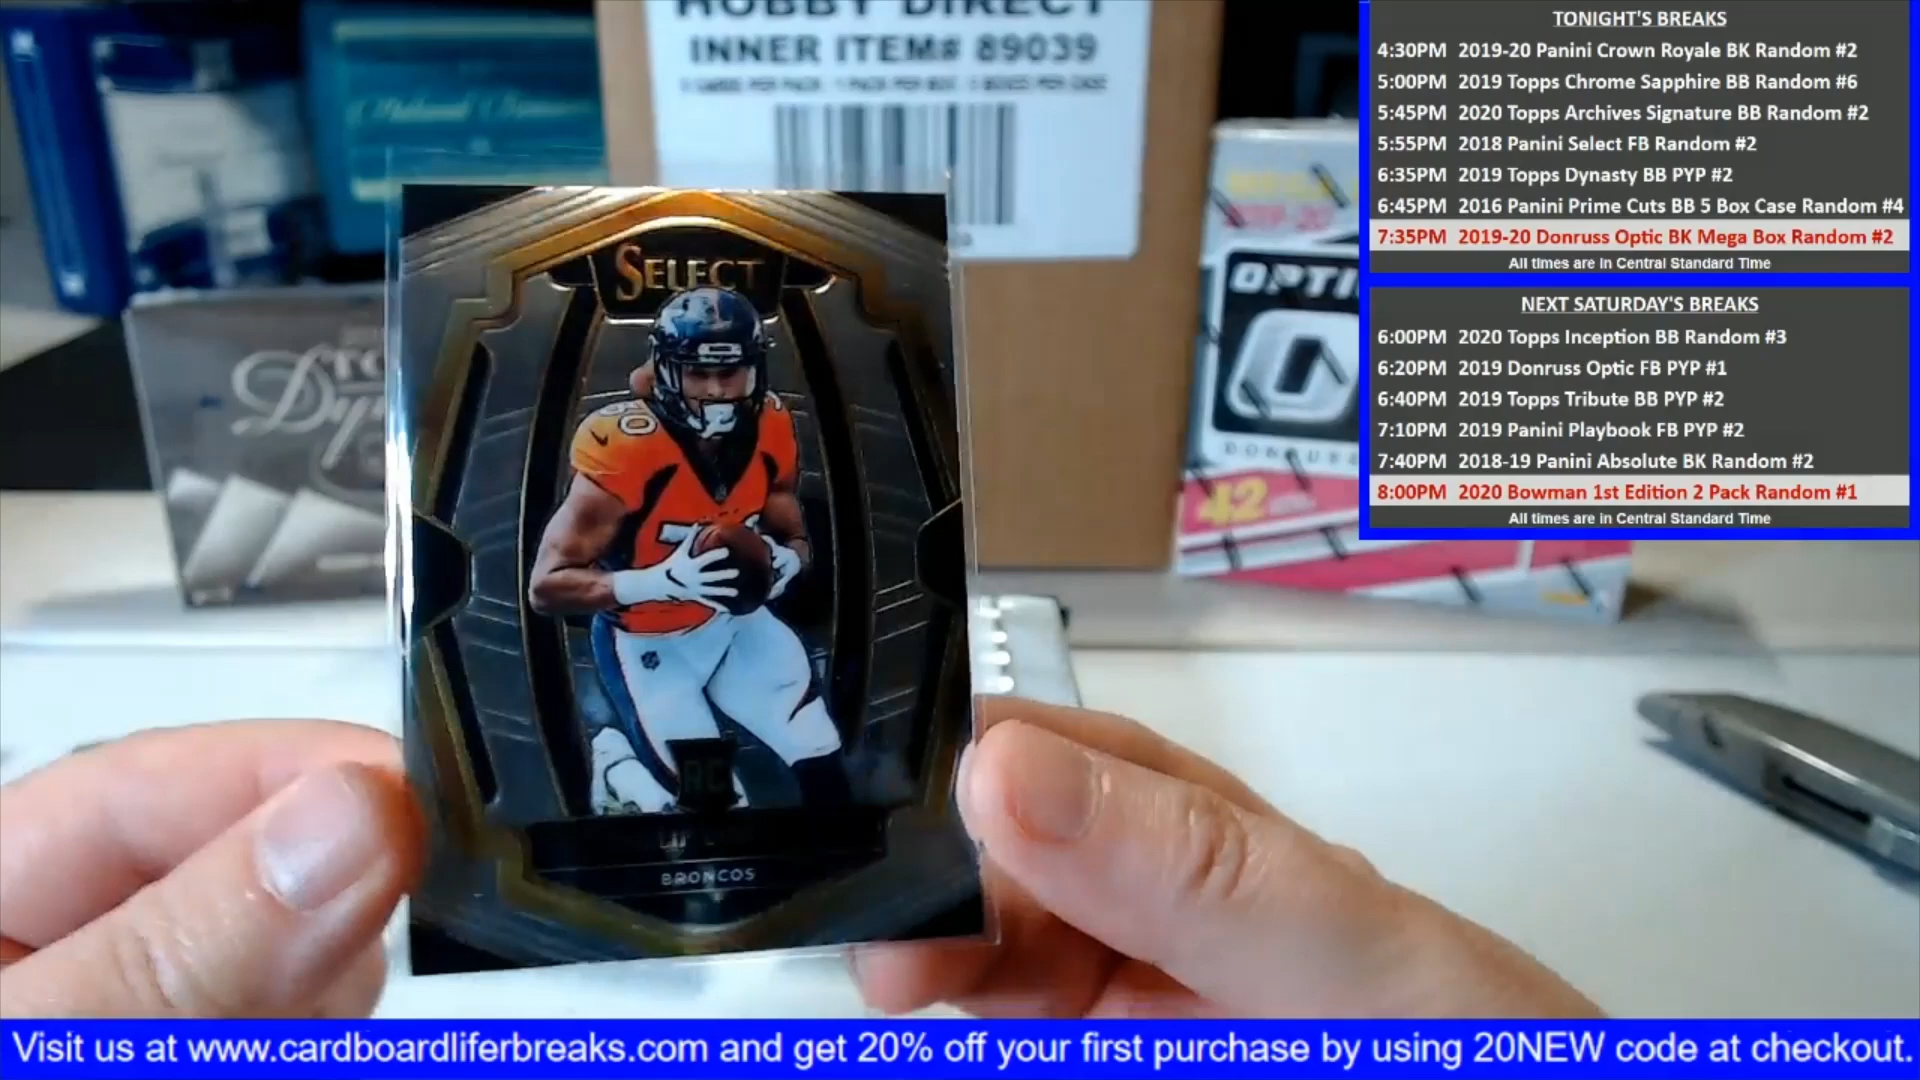 HOBBY DIRECT
INNER ITEM# 89039
SELECT
30
RC
BRONCOS
OPTI
42
TONIGHT'S BREAKS
4:30PM 2019-20 Panini Crown Royale BK Random #2
5:00PM 2019 Topps Chrome Sapphire BB Random #6
5:45PM 2020 Topps Archives Signature BB Random #2
5:55PM 2018 Panini Select FB Random #2
6:35PM 2019 Topps Dynasty BB PYP #2
6:45PM 2016 Panini Prime Cuts BB 5 Box Case Random #4
7:35PM 2019-20 Donruss Optic BK Mega Box Random #2
All times are in Central Standard Time
NEXT SATURDAY'S BREAKS
6:00PM 2020 Topps Inception BB Random #3
6:20PM 2019 Donruss Optic FB PYP #1
6:40PM 2019 Topps Tribute BB PYP #2
7:10PM 2019 Panini Playbook FB PYP #2
7:40PM 2018-19 Panini Absolute BK Random #2
8:00PM 2020 Bowman 1st Edition 2 Pack Random #1
All times are in Central Standard Time
Visit us at www.cardboardliferbreaks.com and get 20% off your first purchase by using 20NEW code at checkout.